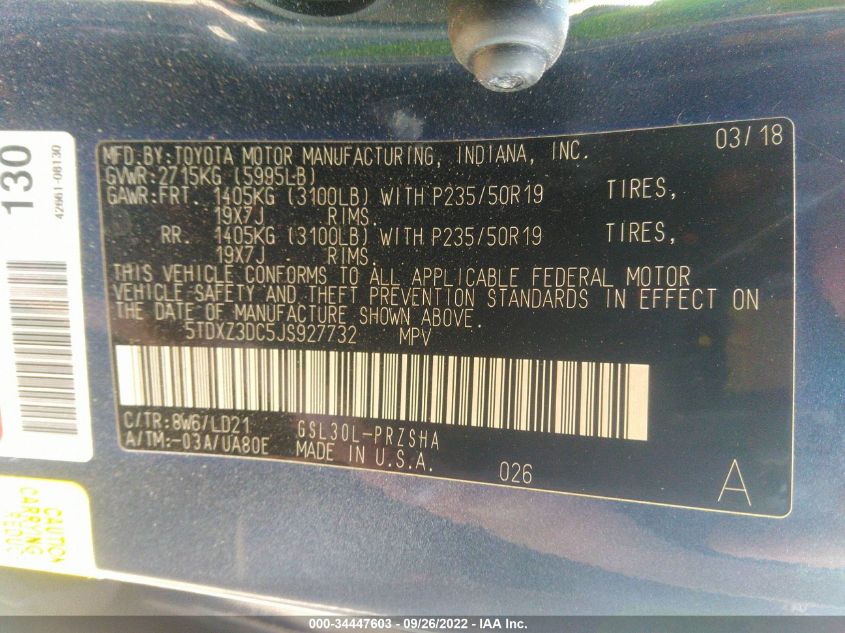 03/18
MFD.BY:TOYOTA MOTOR MANUFACTURING, INDIANA, INC.
GVWR:2715KG (5995LB)
GAWR:FRT. 1405KG (3100LB) WITH P235/50R19 TIRES,
19X7J RIMS.
RR. 1405KG (3100LB) WITH P235/50R19 TIRES,
19X7J RIMS.
THIS VEHICLE CONFORMS TO ALL APPLICABLE FEDERAL MOTOR
VEHICLE SAFETY AND THEFT PREVENTION STANDARDS IN EFFECT ON
THE DATE OF MANUFACTURE SHOWN ABOVE.
5TDXZ3DC5JS927732 MPV
C/TR:8W6/LD21 GSL30L-PRZSHA
A/TM:-03A/UA80E MADE IN U.S.A. 026 A
130
42661-08130
CAUTION
CARRYING
000-34447603 - 09/26/2022 - IAA Inc.